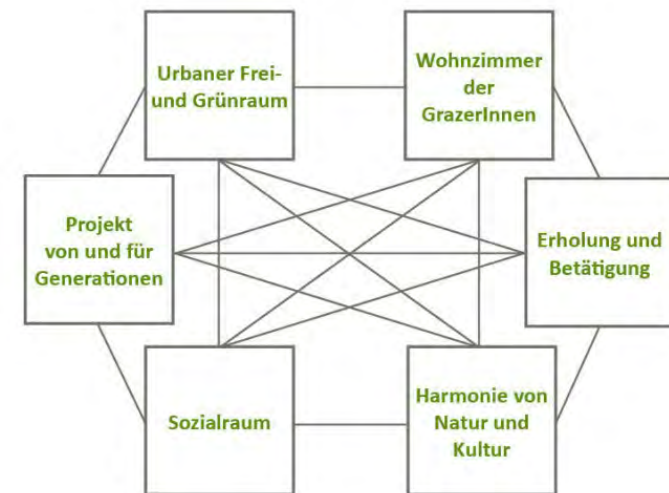 Urbaner Frei-
und Grünraum
Wohnzimmer
der
GrazerInnen
Projekt
von und für
Generationen
Erholung und
Betätigung
Sozialraum
Harmonie von
Natur und
Kultur